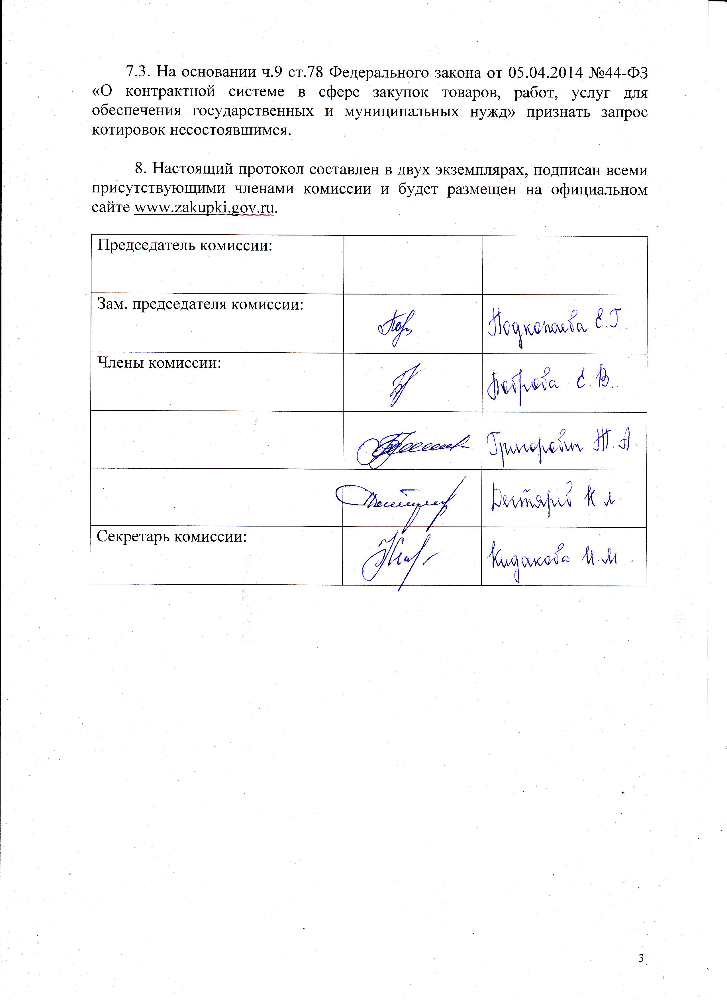 7.3. На основании ч.9 ст.78 Федерального закона от 05.04.2014 №44-ФЗ
«О контрактной системе в сфере закупок товаров, работ, услуг для
обеспечения государственных и муниципальных нужд» признать запрос
котировок несостоявшимся.
8. Настоящий протокол составлен в двух экземплярах, подписан всеми
присутствующими членами комиссии и будет размещен на официальном
сайте www.zakupki.gov.ru.
Председатель комиссии:
Зам. председателя комиссии:
Подкопаева Е.Г.
Члены комиссии:
Е. В.
Григорович Т. А.
Дегтярев К. Л.
Секретарь комиссии:
Кидакова И. М.
3